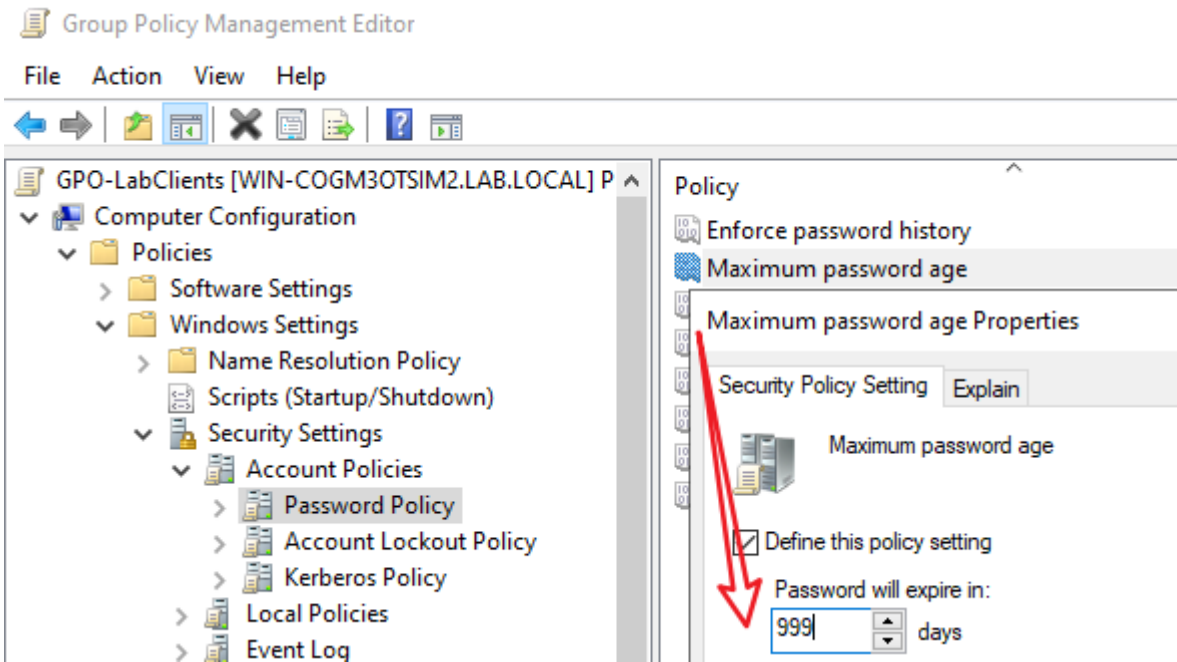 Group Policy Management Editor
File Action View Help
GPO-LabClients [WIN-COGM3OTSIM2.LAB.LOCAL] P
Computer Configuration
Policies
Software Settings
Windows Settings
Name Resolution Policy
Scripts (Startup/Shutdown)
Security Settings
Account Policies
Password Policy
Account Lockout Policy
Kerberos Policy
Local Policies
Event Log
Policy
Enforce password history
Maximum password age
Maximum password age Properties
Security Policy Setting Explain
Maximum password age
Define this policy setting
Password will expire in:
999 days